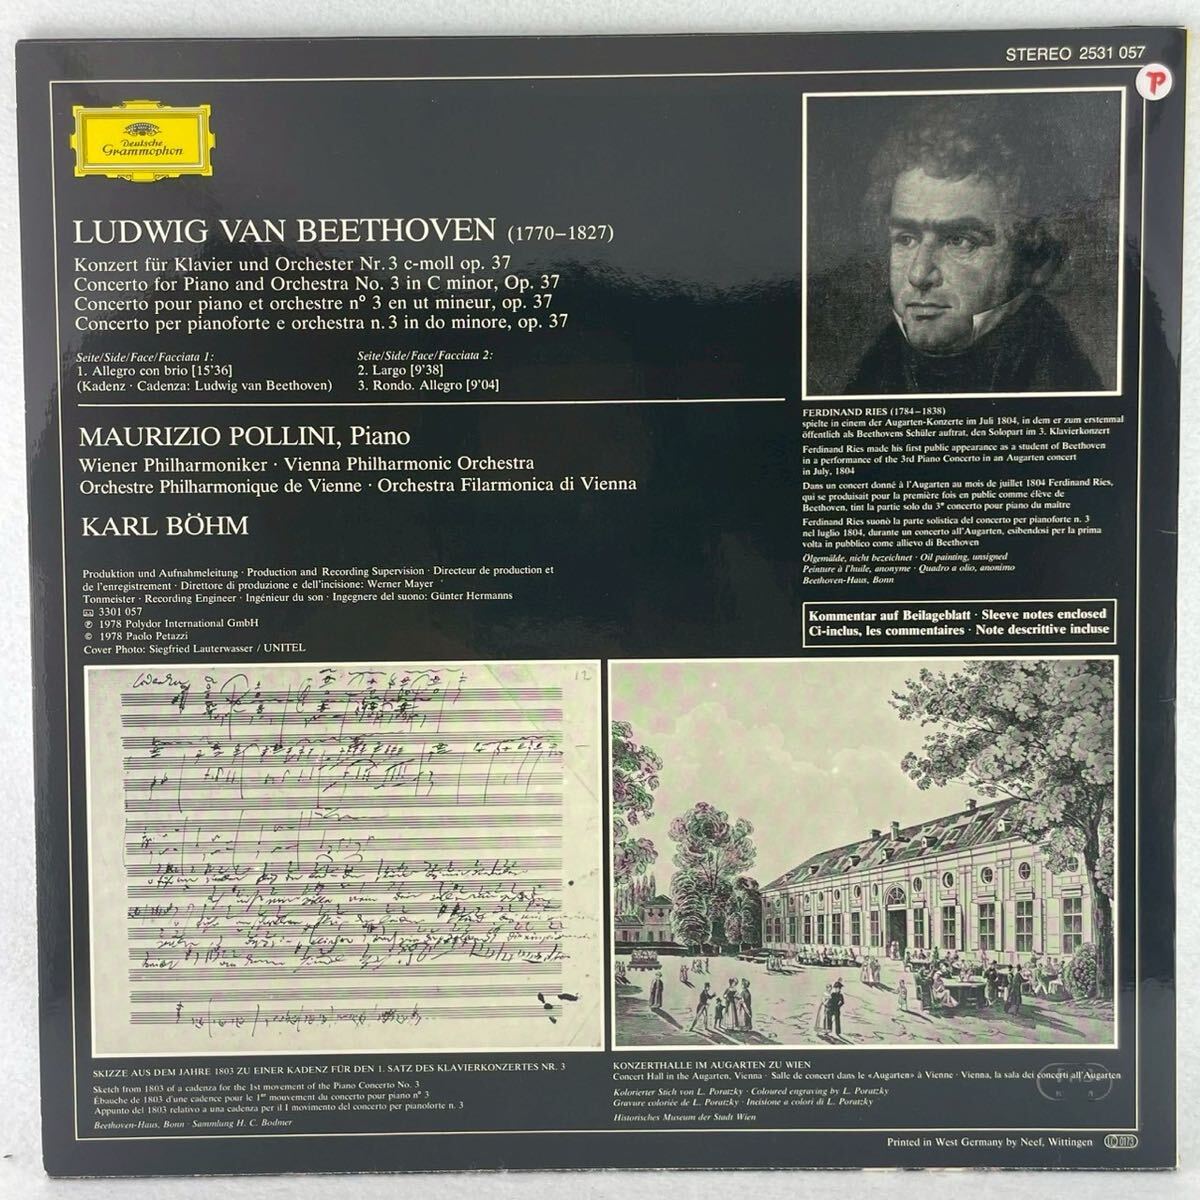 STEREO 2531 057
P
Deutsche
Grammophon
LUDWIG VAN BEETHOVEN (1770–1827)
Konzert für Klavier und Orchester Nr. 3 c-moll op. 37
Concerto for Piano and Orchestra No. 3 in C minor, Op. 37
Concerto pour piano et orchestre n° 3 en ut mineur, op. 37
Concerto per pianoforte e orchestra n. 3 in do minore, op. 37
Seite/Side/Face/Facciata 1:
1. Allegro con brio [15'36]
(Kadenz · Cadenza: Ludwig van Beethoven)
Seite/Side/Face/Facciata 2:
2. Largo [9'38]
3. Rondo. Allegro [9'04]
MAURIZIO POLLINI, Piano
Wiener Philharmoniker · Vienna Philharmonic Orchestra
Orchestre Philharmonique de Vienne · Orchestra Filarmonica di Vienna
KARL BÖHM
Produktion und Aufnahmeleitung · Production and Recording Supervision · Directeur de production et
de l'enregistrement · Direttore di produzione e dell'incisione: Werner Mayer
Tonmeister · Recording Engineer · Ingénieur du son · Ingegnere del suono: Günter Hermanns
3301 057
℗ 1978 Polydor International GmbH
© 1978 Paolo Petazzi
Cover Photo: Siegfried Lauterwasser / UNITEL
FERDINAND RIES (1784–1838)
spielte in einem der Augarten-Konzerte im Juli 1804, in dem er zum erstenmal
öffentlich als Beethovens Schüler auftrat, den Solopart im 3. Klavierkonzert
Ferdinand Ries made his first public appearance as a student of Beethoven
in a performance of the 3rd Piano Concerto in an Augarten concert
in July, 1804
Dans un concert donné à l'Augarten au mois de juillet 1804 Ferdinand Ries,
qui se produisait pour la première fois en public comme élève de
Beethoven, tint la partie solo du 3e concerto pour piano du maître
Ferdinand Ries suonò la parte solistica del concerto per pianoforte n. 3
nel luglio 1804, durante un concerto all'Augarten, esibendosi per la prima
volta in pubblico come allievo di Beethoven
Ölgemälde, nicht bezeichnet · Oil painting, unsigned
Peinture à l'huile, anonyme · Quadro a olio, anonimo
Beethoven-Haus, Bonn
Kommentar auf Beilageblatt · Sleeve notes enclosed
Ci-inclus, les commentaires · Note descrittive incluse
12
SKIZZE AUS DEM JAHRE 1803 ZU EINER KADENZ FÜR DEN 1. SATZ DES KLAVIERKONZERTES NR. 3
Sketch from 1803 of a cadenza for the 1st movement of the Piano Concerto No. 3
Ébauche de 1803 d'une cadence pour le 1er mouvement du concerto pour piano n° 3
Appunto del 1803 relativo a una cadenza per il I movimento del concerto per pianoforte n. 3
Beethoven-Haus, Bonn · Sammlung H. C. Bodmer
KONZERTHALLE IM AUGARTEN ZU WIEN
Concert Hall in the Augarten, Vienna · Salle de concert dans le «Augarten» à Vienne · Vienna, la sala dei concerti all'Augarten
Kolorierter Stich von L. Poratzky · Coloured engraving by L. Poratzky
Gravure coloriée de L. Poratzky · Incisione a colori di L. Poratzky
Historisches Museum der Stadt Wien
Printed in West Germany by Neef, Wittingen